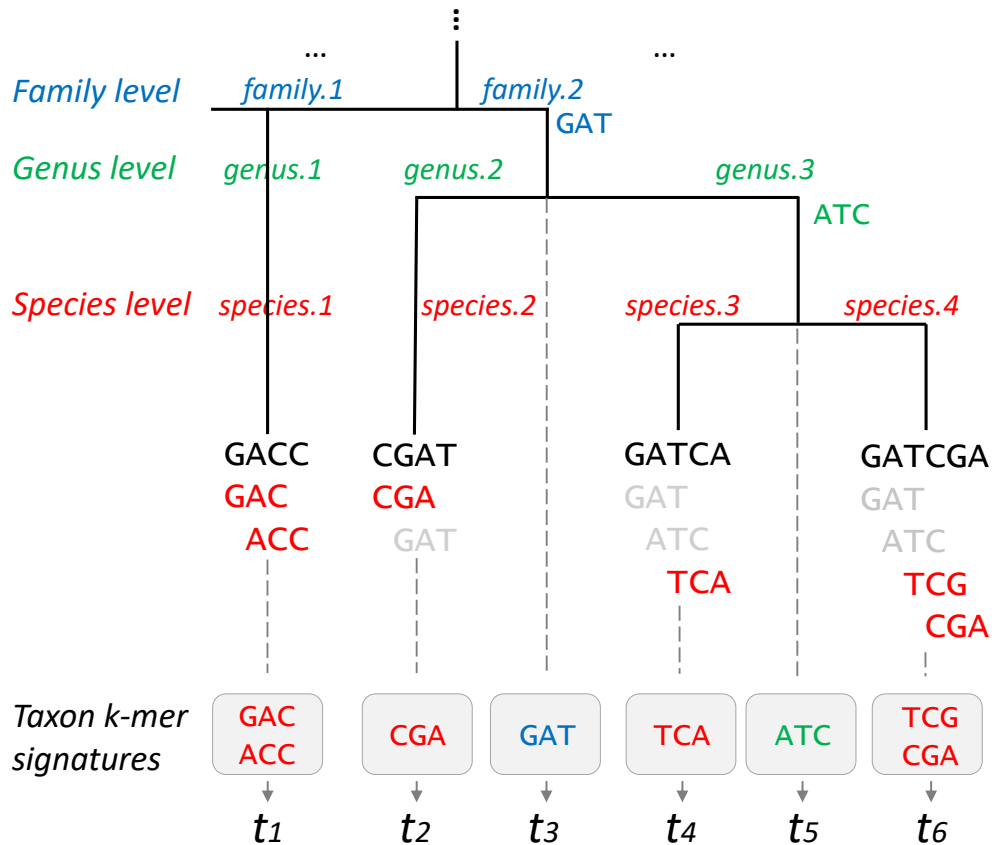 ... ⋮ ...
Family level family.1 family.2
GAT
Genus level genus.1 genus.2 genus.3
ATC
Species level species.1 species.2 species.3 species.4
GACC CGAT GATCA GATCGA
GAC CGA GAT GAT
ACC GAT ATC ATC
TCA TCG
CGA
Taxon k-mer signatures
GAC
ACC
CGA
GAT
TCA
ATC
TCG
CGA
t1 t2 t3 t4 t5 t6